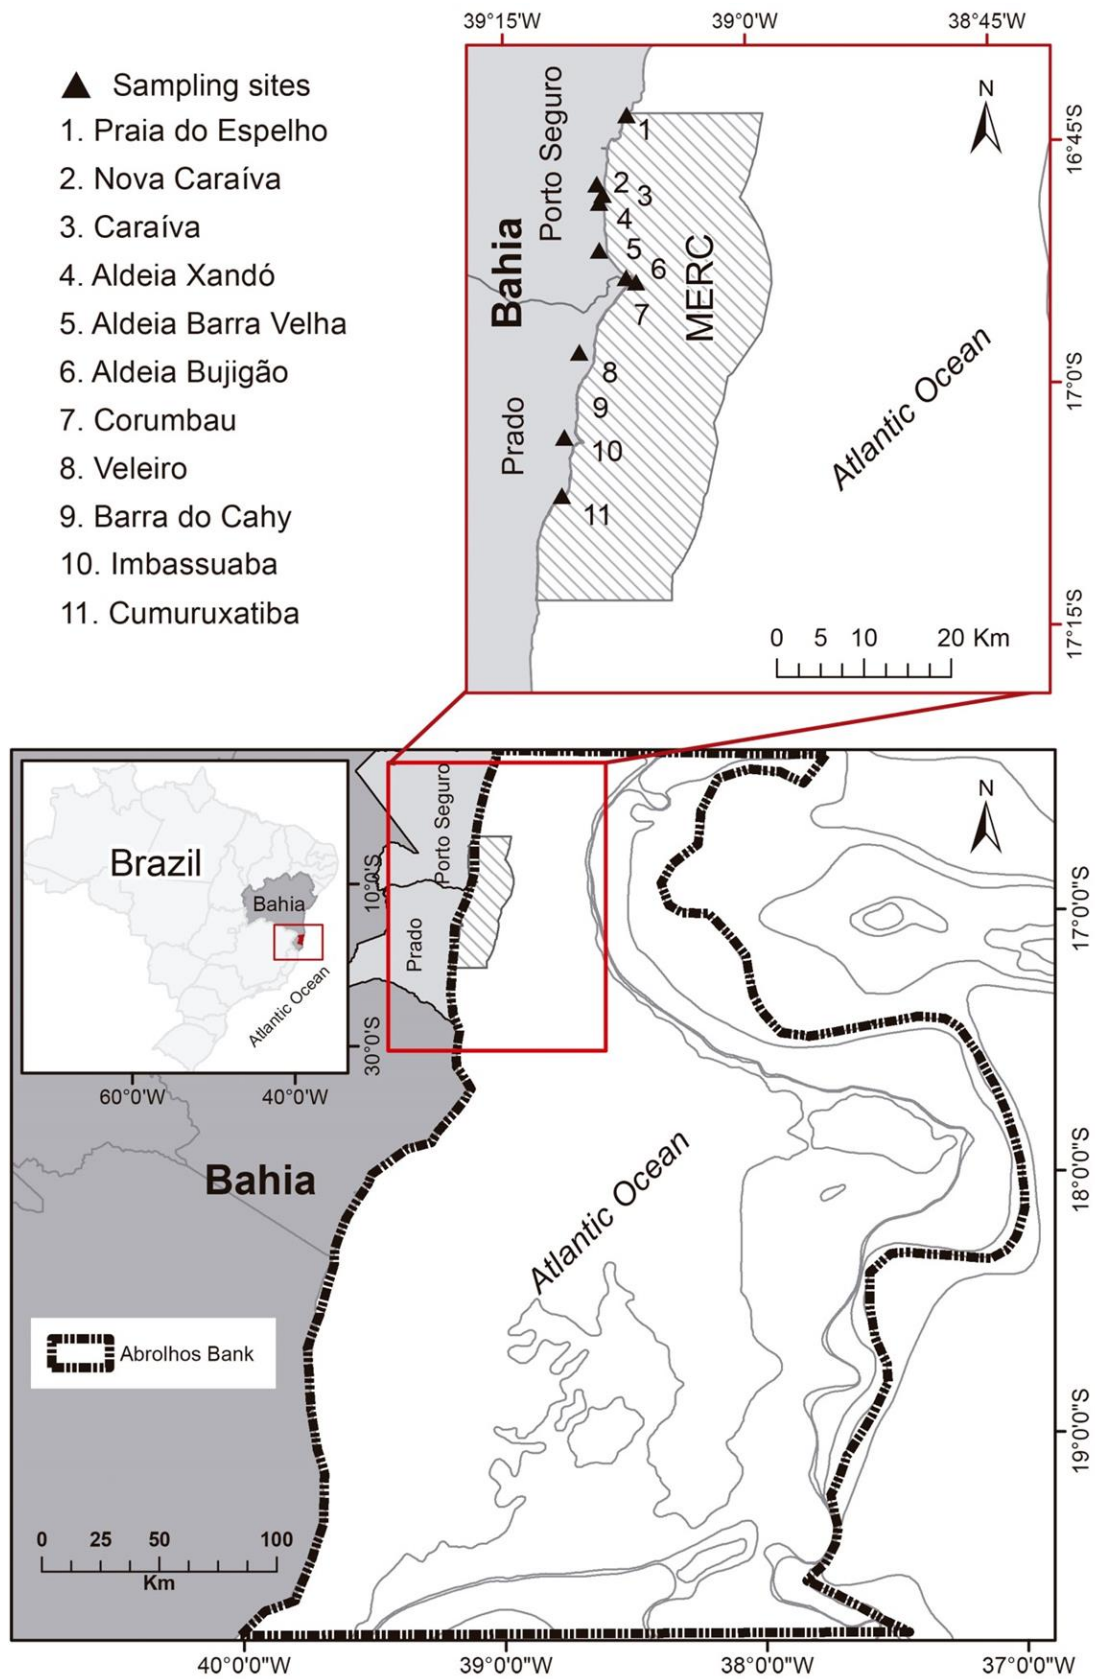 39°15'W 39°0'W 38°45'W
Sampling sites
1. Praia do Espelho
2. Nova Caraíva
3. Caraíva
4. Aldeia Xandó
5. Aldeia Barra Velha
6. Aldeia Bujigão
7. Corumbau
8. Veleiro
9. Barra do Cahy
10. Imbassuaba
11. Cumuruxatiba
N
Porto Seguro
Bahia
Prado
MERC
Atlantic Ocean
1
2
3
4
5
6
7
8
9
10
11
16°45'S
17°0'S
17°15'S
0 5 10 20 Km
Brazil
Bahia
Atlantic Ocean
10°0'S
30°0'S
60°0'W 40°0'W
Porto Seguro
Prado
N
Bahia
Atlantic Ocean
Abrolhos Bank
0 25 50 100
Km
17°0'0"S
18°0'0"S
19°0'0"S
40°0'0"W 39°0'0"W 38°0'0"W 37°0'0"W